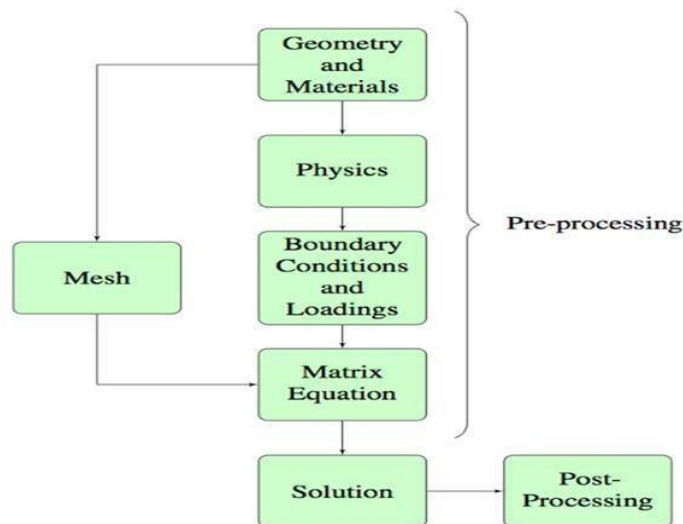 Geometry
and
Materials
Physics
Pre-processing
Boundary
Conditions
and
Loadings
Mesh
Matrix
Equation
Solution
Post-
Processing